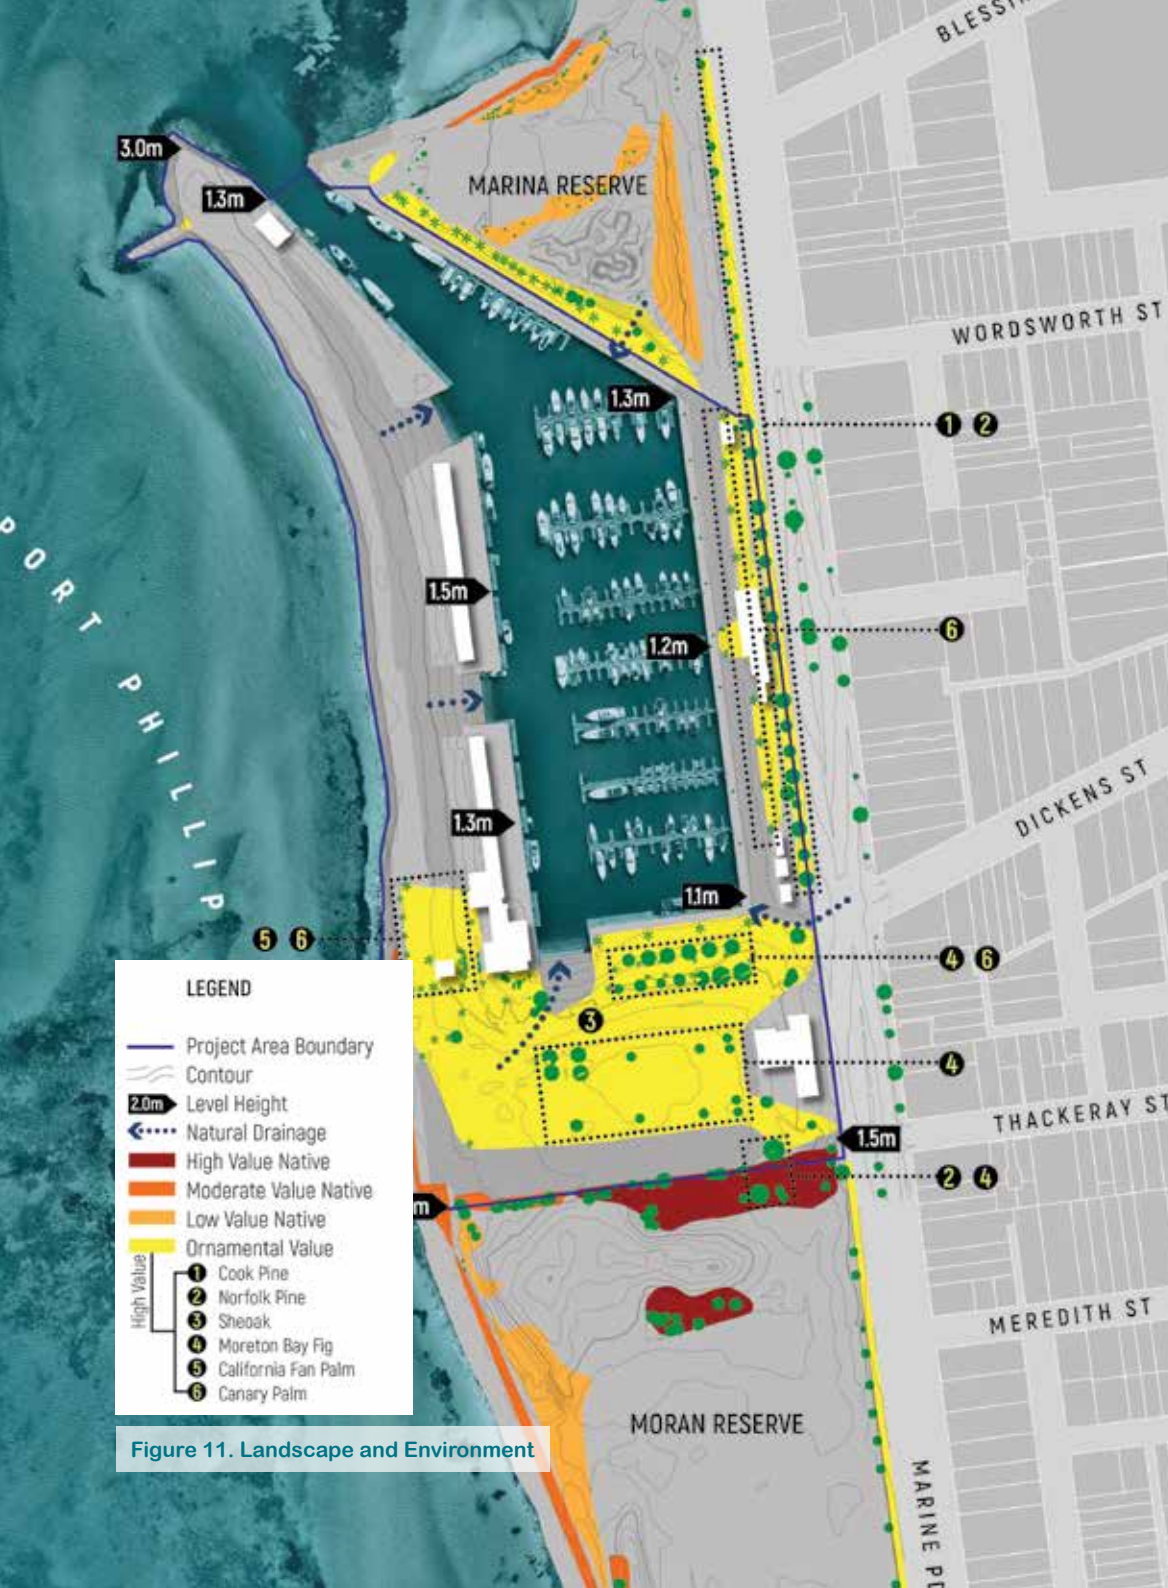 BLESSI
3.0m
1.3m
MARINA RESERVE
WORDSWORTH ST
1.3m
1 2
PORT PHILLIP
1.5m
6
1.2m
DICKENS ST
1.3m
1.1m
5 6
4 6
LEGEND
3
Project Area Boundary
4
Contour
2.0m Level Height
THACKERAY ST
Natural Drainage
1.5m
High Value Native
2 4
Moderate Value Native
m
Low Value Native
Ornamental Value
High Value
1 Cook Pine
2 Norfolk Pine
3 Sheoak
4 Moreton Bay Fig
5 California Fan Palm
6 Canary Palm
MEREDITH ST
MORAN RESERVE
Figure 11. Landscape and Environment
MARINE